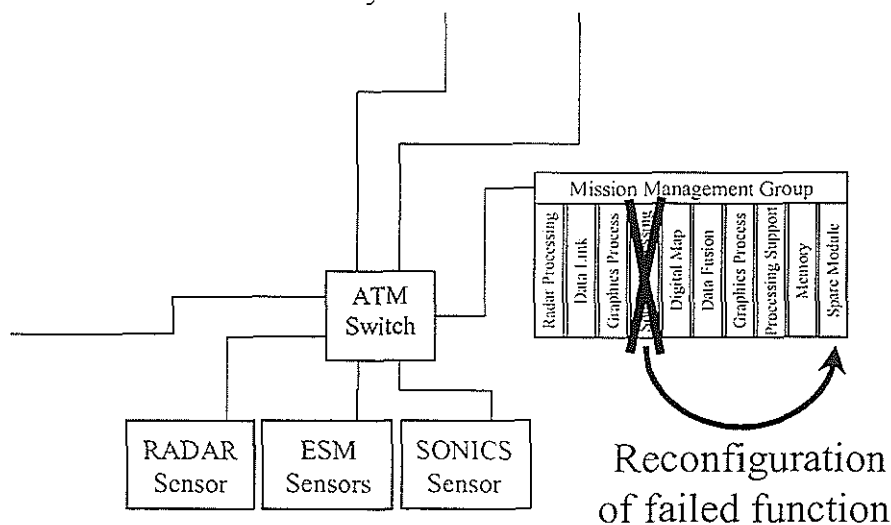 Mission Management Group
Radar Processing
Data Link
Graphics Process
Digital Map
Data Fusion
Graphics Process
Processing Support
Memory
Spare Module
ATM
Switch
RADAR
Sensor
ESM
Sensors
SONICS
Sensor
Reconfiguration
of failed function